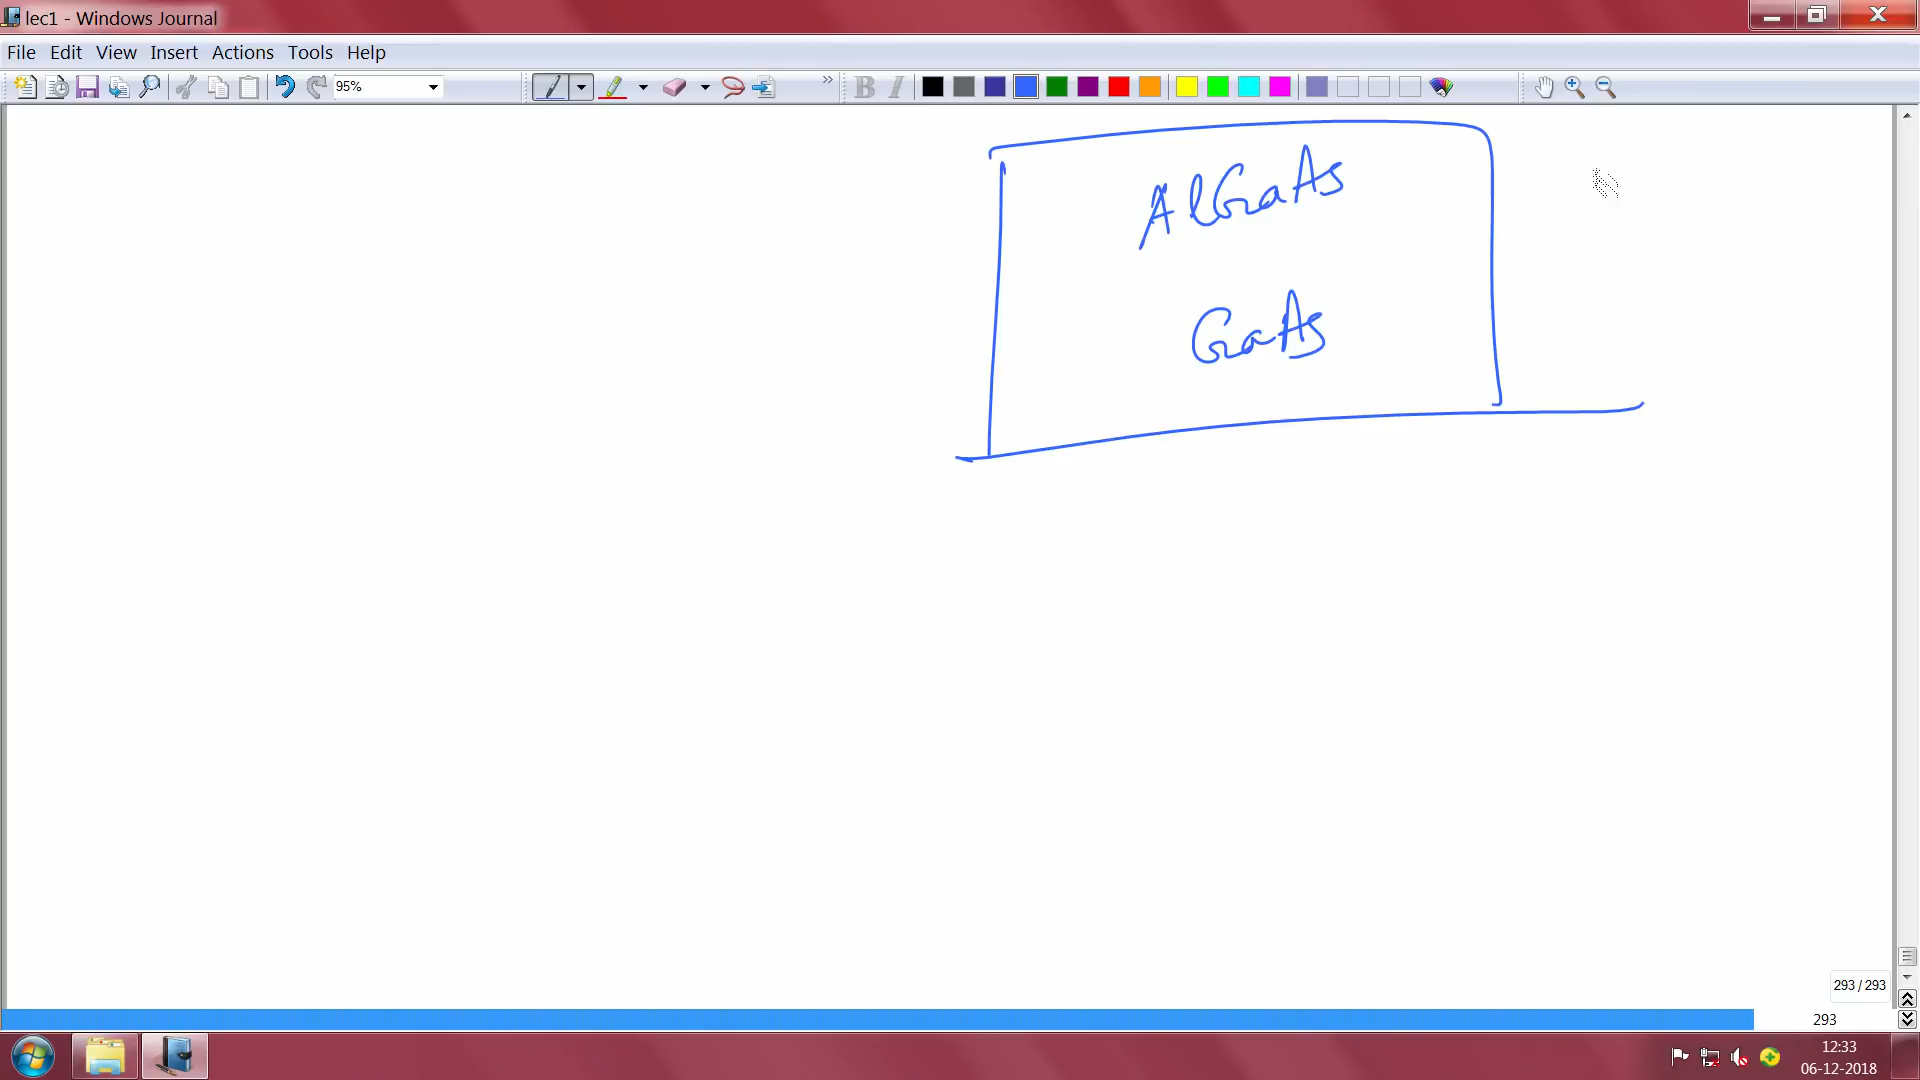 lec1 - Windows Journal
File Edit View Insert Actions Tools Help
95%
AlGaAs
GaAs
293 / 293
293
12:33
06-12-2018